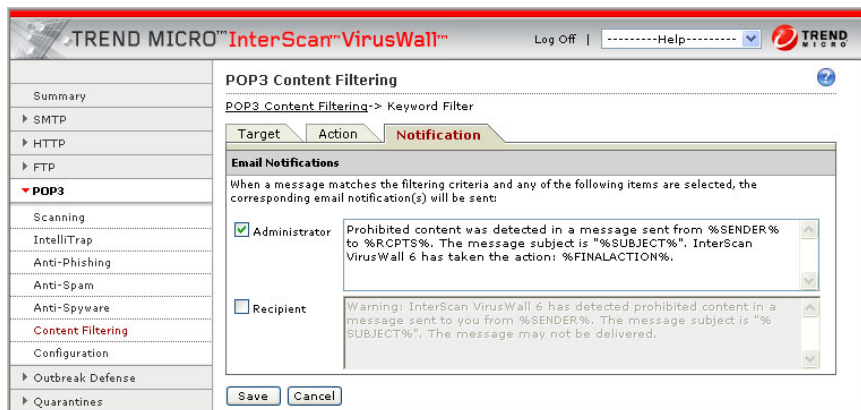 TREND MICRO™ InterScan™ VirusWall™
Log Off | ---------Help---------
TREND MICRO
Summary
SMTP
HTTP
FTP
POP3
Scanning
IntelliTrap
Anti-Phishing
Anti-Spam
Anti-Spyware
Content Filtering
Configuration
Outbreak Defense
Quarantines
POP3 Content Filtering
?
POP3 Content Filtering-> Keyword Filter
Target
Action
Notification
Email Notifications
When a message matches the filtering criteria and any of the following items are selected, the
corresponding email notification(s) will be sent:
Administrator
Prohibited content was detected in a message sent from %SENDER%
to %RCPTS%. The message subject is "%SUBJECT%". InterScan
VirusWall 6 has taken the action: %FINALACTION%.
Recipient
Warning: InterScan VirusWall 6 has detected prohibited content in a
message sent to you from %SENDER%. The message subject is "%
SUBJECT%". The message may not be delivered.
Save
Cancel